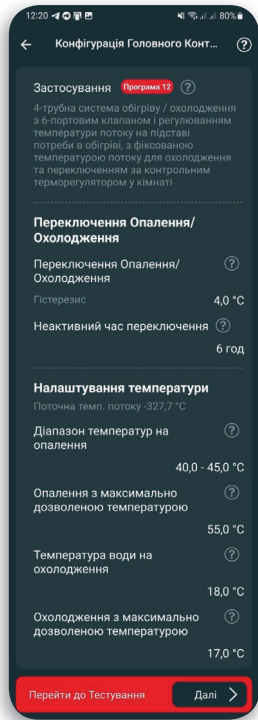 12:20
80%
Конфігурація Головного Конт...
Застосування Програма 12
4-трубна система обігріву / охолодження
з 6-портовим клапаном і регулюванням
температури потоку на підставі
потреби в обігріві, з фіксованою
температурою потоку для охолодження
та переключенням за контрольним
терморегулятором у кімнаті
Переключення Опалення/
Охолодження
Переключення Опалення/
Охолодження
Гістерезис 4,0 °C
Неактивний час переключення
6 год
Налаштування температури
Поточна темп. потоку -327,7 °C
Діапазон температур на
опалення
40,0 - 45,0 °C
Опалення з максимально
дозволеною температурою
55,0 °C
Температура води на
охолодження
18,0 °C
Охолодження з максимально
дозволеною температурою
17,0 °C
Перейти до Тестування Далі